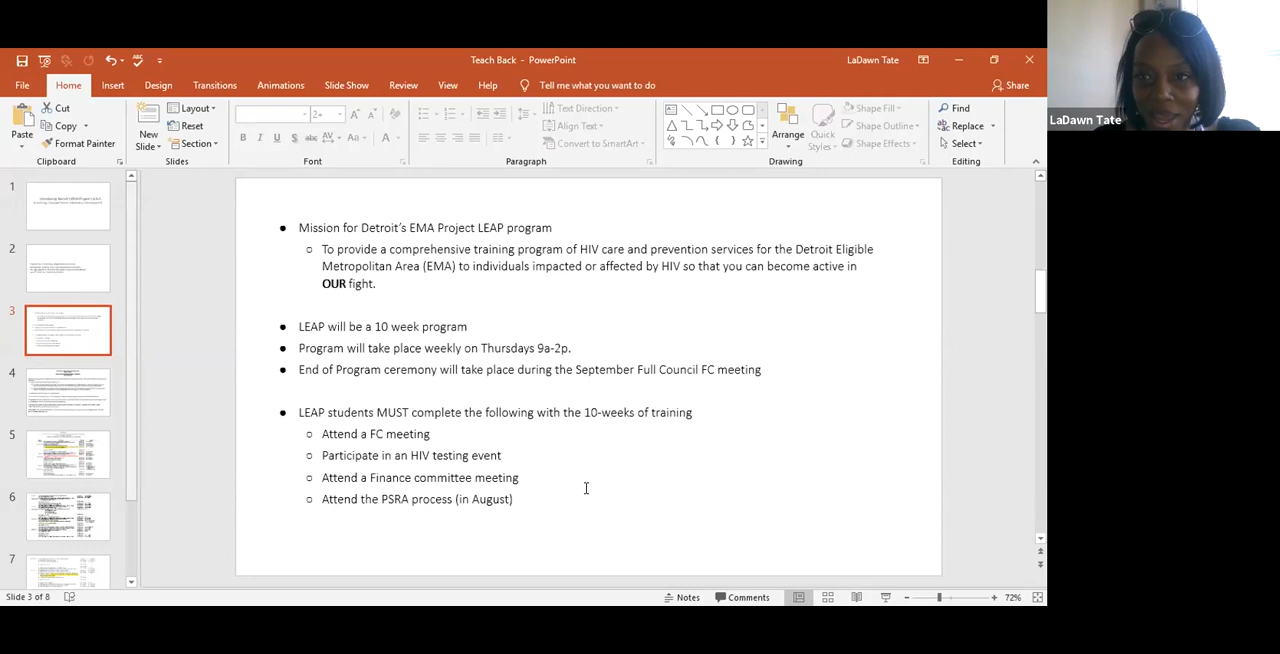 Teach Back - PowerPoint
LaDawn Tate
File Home Insert Design Transitions Animations Slide Show Review View Help Tell me what you want to do Share
Paste
Cut
Copy
Format Painter
Clipboard
New Slide
Layout
Reset
Section
Slides
2+
Font
Text Direction
Align Text
Convert to SmartArt
Paragraph
Arrange
Quick Styles
Shape Fill
Shape Outline
Shape Effects
Drawing
Find
Replace
Select
Editing
LaDawn Tate
1
2
3
4
5
6
7
● Mission for Detroit's EMA Project LEAP program
○ To provide a comprehensive training program of HIV care and prevention services for the Detroit Eligible
Metropolitan Area (EMA) to individuals impacted or affected by HIV so that you can become active in
OUR fight.
● LEAP will be a 10 week program
● Program will take place weekly on Thursdays 9a-2p.
● End of Program ceremony will take place during the September Full Council FC meeting
● LEAP students MUST complete the following with the 10-weeks of training
○ Attend a FC meeting
○ Participate in an HIV testing event
○ Attend a Finance committee meeting
○ Attend the PSRA process (in August)
Slide 3 of 8
Notes
Comments
72%